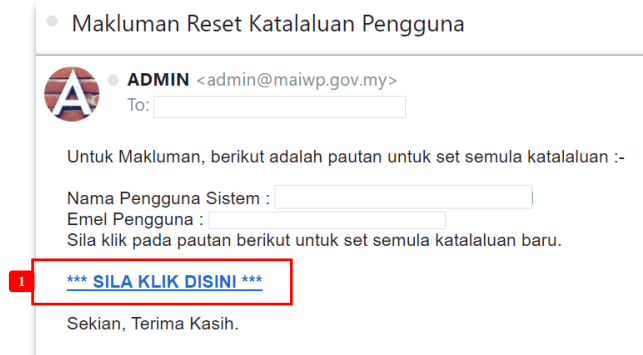 Makluman Reset Katalaluan Pengguna
A
ADMIN <admin@maiwp.gov.my>
To:
Untuk Makluman, berikut adalah pautan untuk set semula katalaluan :-
Nama Pengguna Sistem :
Emel Pengguna :
Sila klik pada pautan berikut untuk set semula katalaluan baru.
1
*** SILA KLIK DISINI ***
Sekian, Terima Kasih.